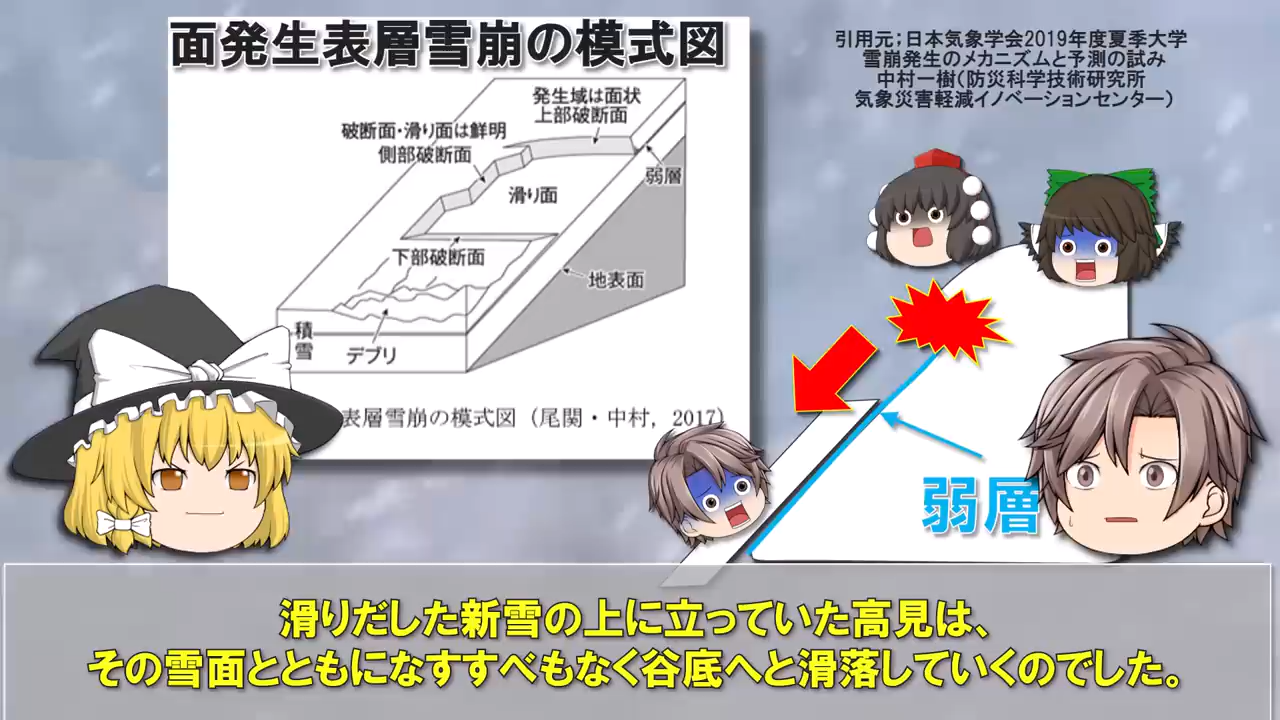 面発生表層雪崩の模式図
引用元;日本気象学会2019年度夏季大学
雪崩発生のメカニズムと予測の試み
中村一樹(防災科学技術研究所
気象災害軽減イノベーションセンター)
発生域は面状
上部破断面
破断面・滑り面は鮮明
側部破断面
弱層
滑り面
下部破断面
地表面
積雪
デブリ
表層雪崩の模式図(尾関・中村, 2017)
弱層
滑りだした新雪の上に立っていた高見は、
その雪面とともになすすべもなく谷底へと滑落していくのでした。